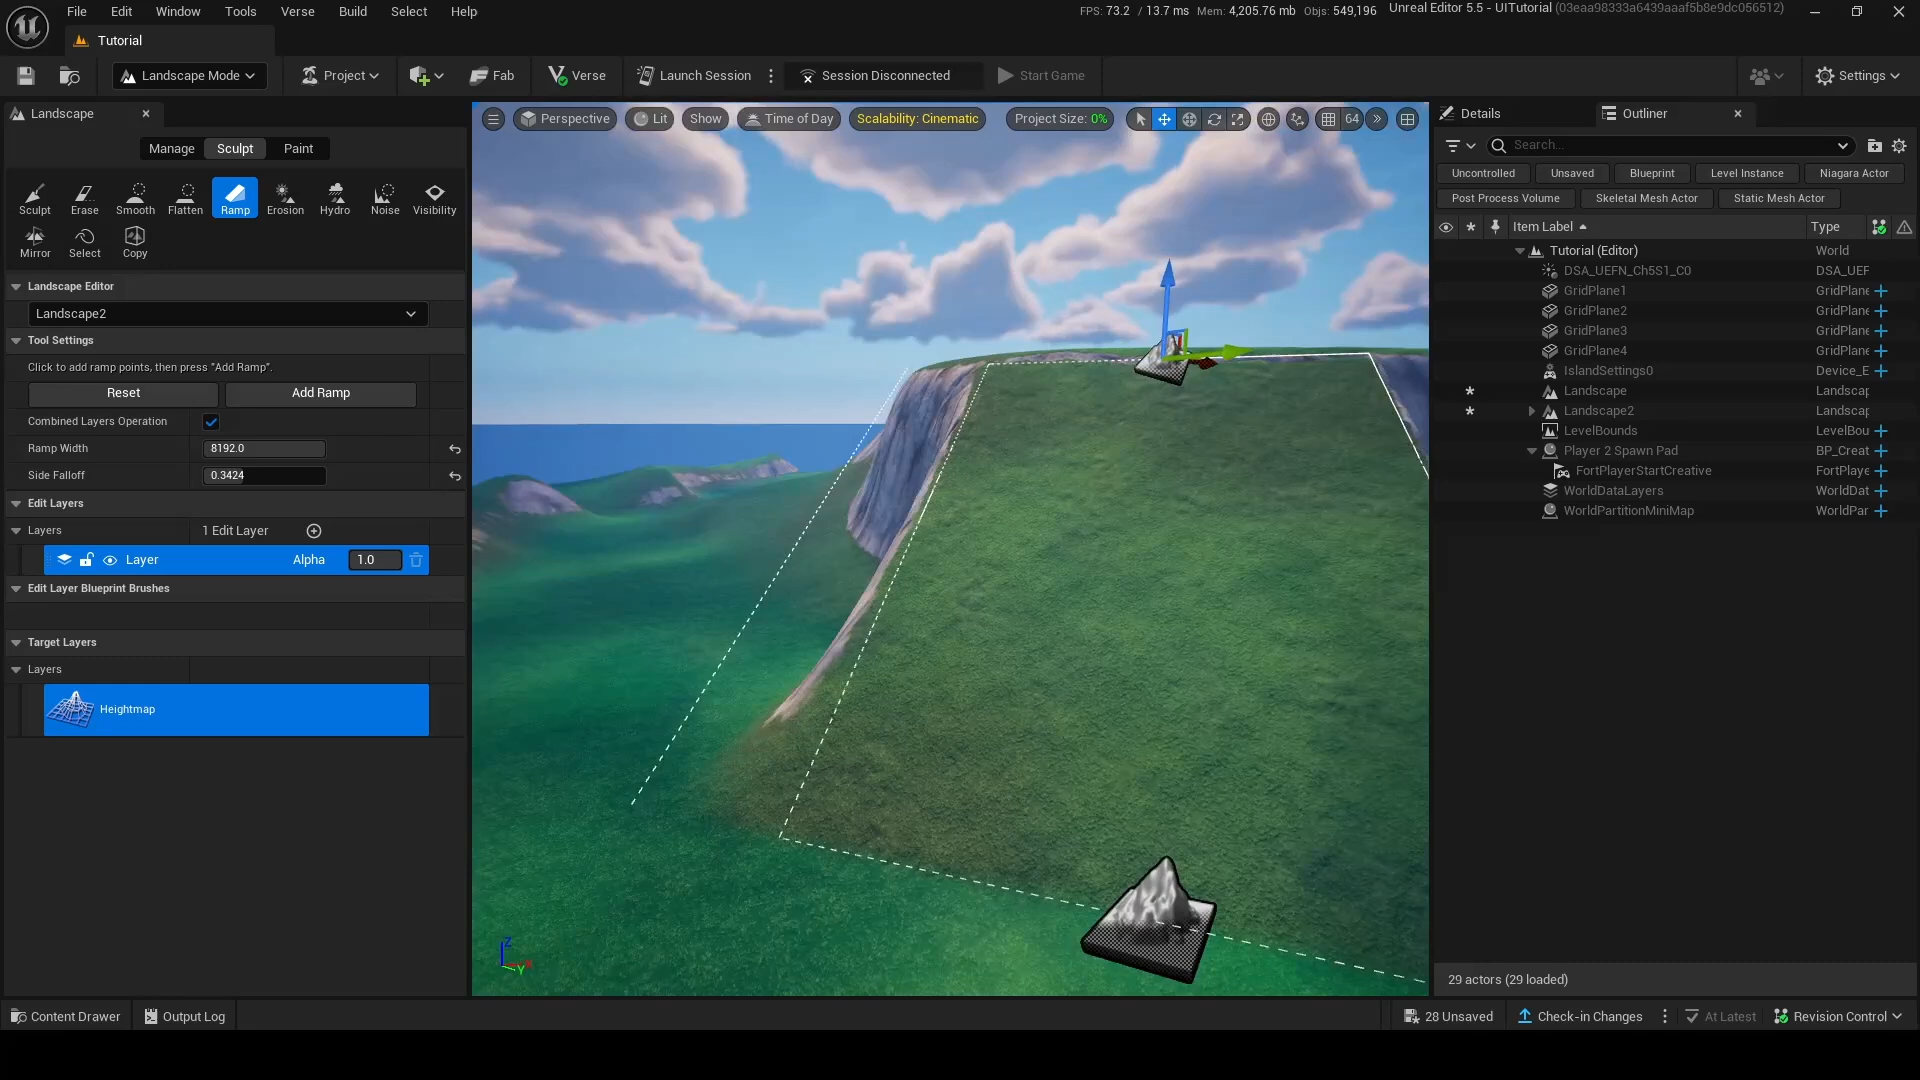 File Edit Window Tools Verse Build Select Help
FPS: 73.2 / 13.7 ms Mem: 4,205.76 mb Objs: 549,196 Unreal Editor 5.5 - UITutorial (03eaa98333a6439aaaf5b8e9dc056512)
Tutorial
Landscape Mode Project Fab Verse Launch Session Session Disconnected Start Game Settings
Landscape
Manage Sculpt Paint
Sculpt Erase Smooth Flatten Ramp Erosion Hydro Noise Visibility
Mirror Select Copy
Landscape Editor
Landscape2
Tool Settings
Click to add ramp points, then press "Add Ramp".
Reset Add Ramp
Combined Layers Operation
Ramp Width 8192.0
Side Falloff 0.3424
Edit Layers
Layers 1 Edit Layer
Layer Alpha 1.0
Edit Layer Blueprint Brushes
Target Layers
Layers
Heightmap
Perspective Lit Show Time of Day Scalability: Cinematic Project Size: 0% 64
Z
X
Y
Details Outliner
Search...
Uncontrolled Unsaved Blueprint Level Instance Niagara Actor
Post Process Volume Skeletal Mesh Actor Static Mesh Actor
Item Label Type
Tutorial (Editor) World
DSA_UEFN_Ch5S1_C0 DSA_UEF
GridPlane1 GridPlane
GridPlane2 GridPlane
GridPlane3 GridPlane
GridPlane4 GridPlane
IslandSettings0 Device_E
Landscape Landscap
Landscape2 Landscap
LevelBounds LevelBou
Player 2 Spawn Pad BP_Creat
FortPlayerStartCreative FortPlaye
WorldDataLayers WorldDat
WorldPartitionMiniMap WorldPar
29 actors (29 loaded)
Content Drawer Output Log 28 Unsaved Check-in Changes At Latest Revision Control